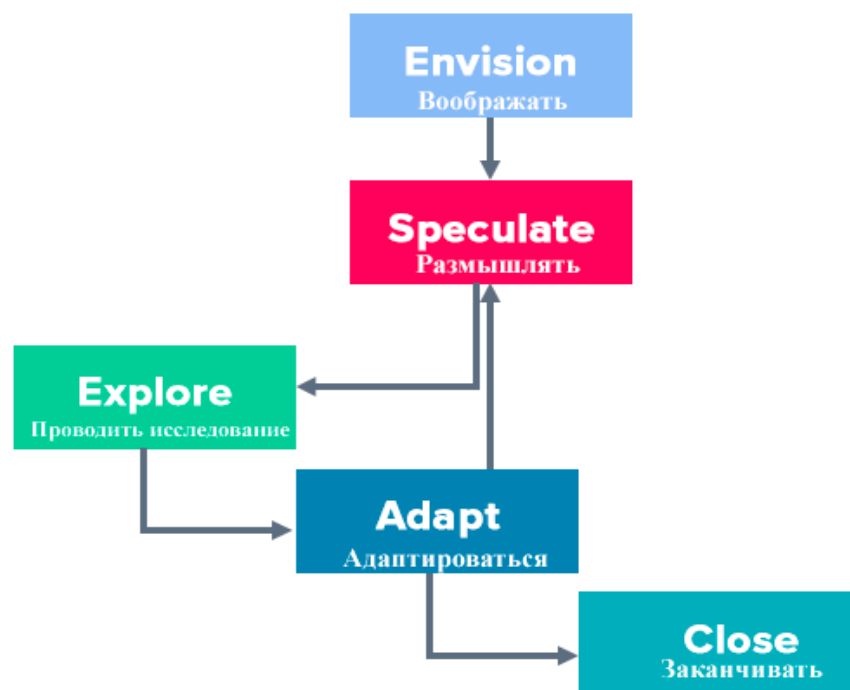 Envision
Воображать
Speculate
Размышлять
Explore
Проводить исследование
Adapt
Адаптироваться
Close
Заканчивать